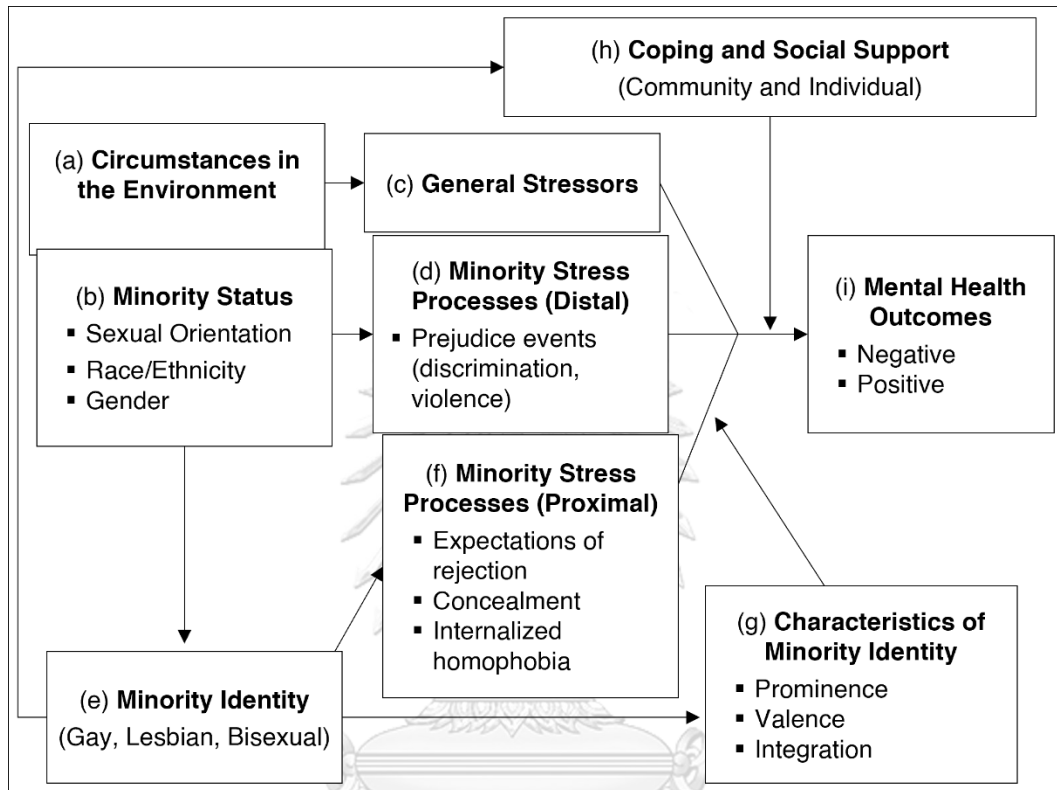 (h) Coping and Social Support
(Community and Individual)
(a) Circumstances in
the Environment
(c) General Stressors
(b) Minority Status
▪ Sexual Orientation
▪ Race/Ethnicity
▪ Gender
(d) Minority Stress
Processes (Distal)
▪ Prejudice events
(discrimination,
violence)
(i) Mental Health
Outcomes
▪ Negative
▪ Positive
(f) Minority Stress
Processes (Proximal)
▪ Expectations of
rejection
▪ Concealment
▪ Internalized
homophobia
(e) Minority Identity
(Gay, Lesbian, Bisexual)
(g) Characteristics of
Minority Identity
▪ Prominence
▪ Valence
▪ Integration